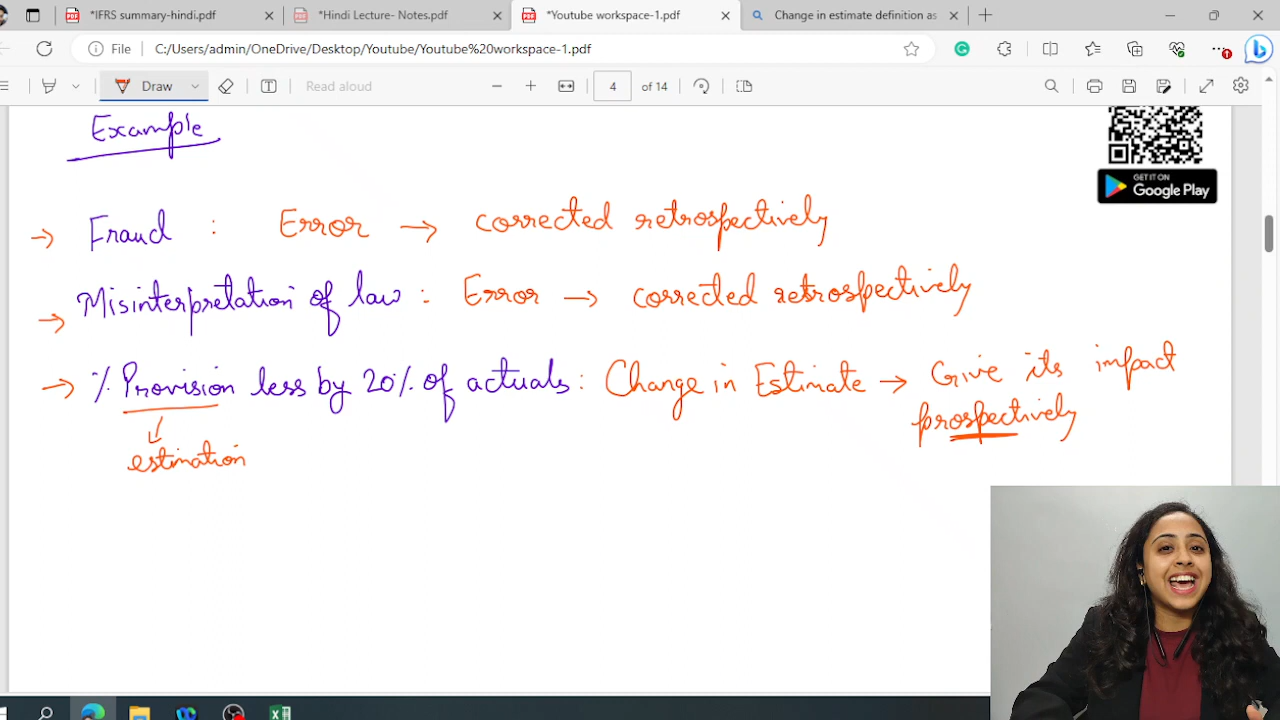 *IFRS summary-hindi.pdf
*Hindi Lecture- Notes.pdf
*Youtube workspace-1.pdf
Change in estimate definition as
File
C:/Users/admin/OneDrive/Desktop/Youtube/Youtube%20workspace-1.pdf
Draw
Read aloud
4
of 14
Example
GET IT ON
Google Play
→ Fraud : Error → corrected retrospectively
→ Misinterpretation of law : Error → corrected retrospectively
→ % Provision less by 20% of actuals : Change in Estimate → Give its impact
prospectively
estimation